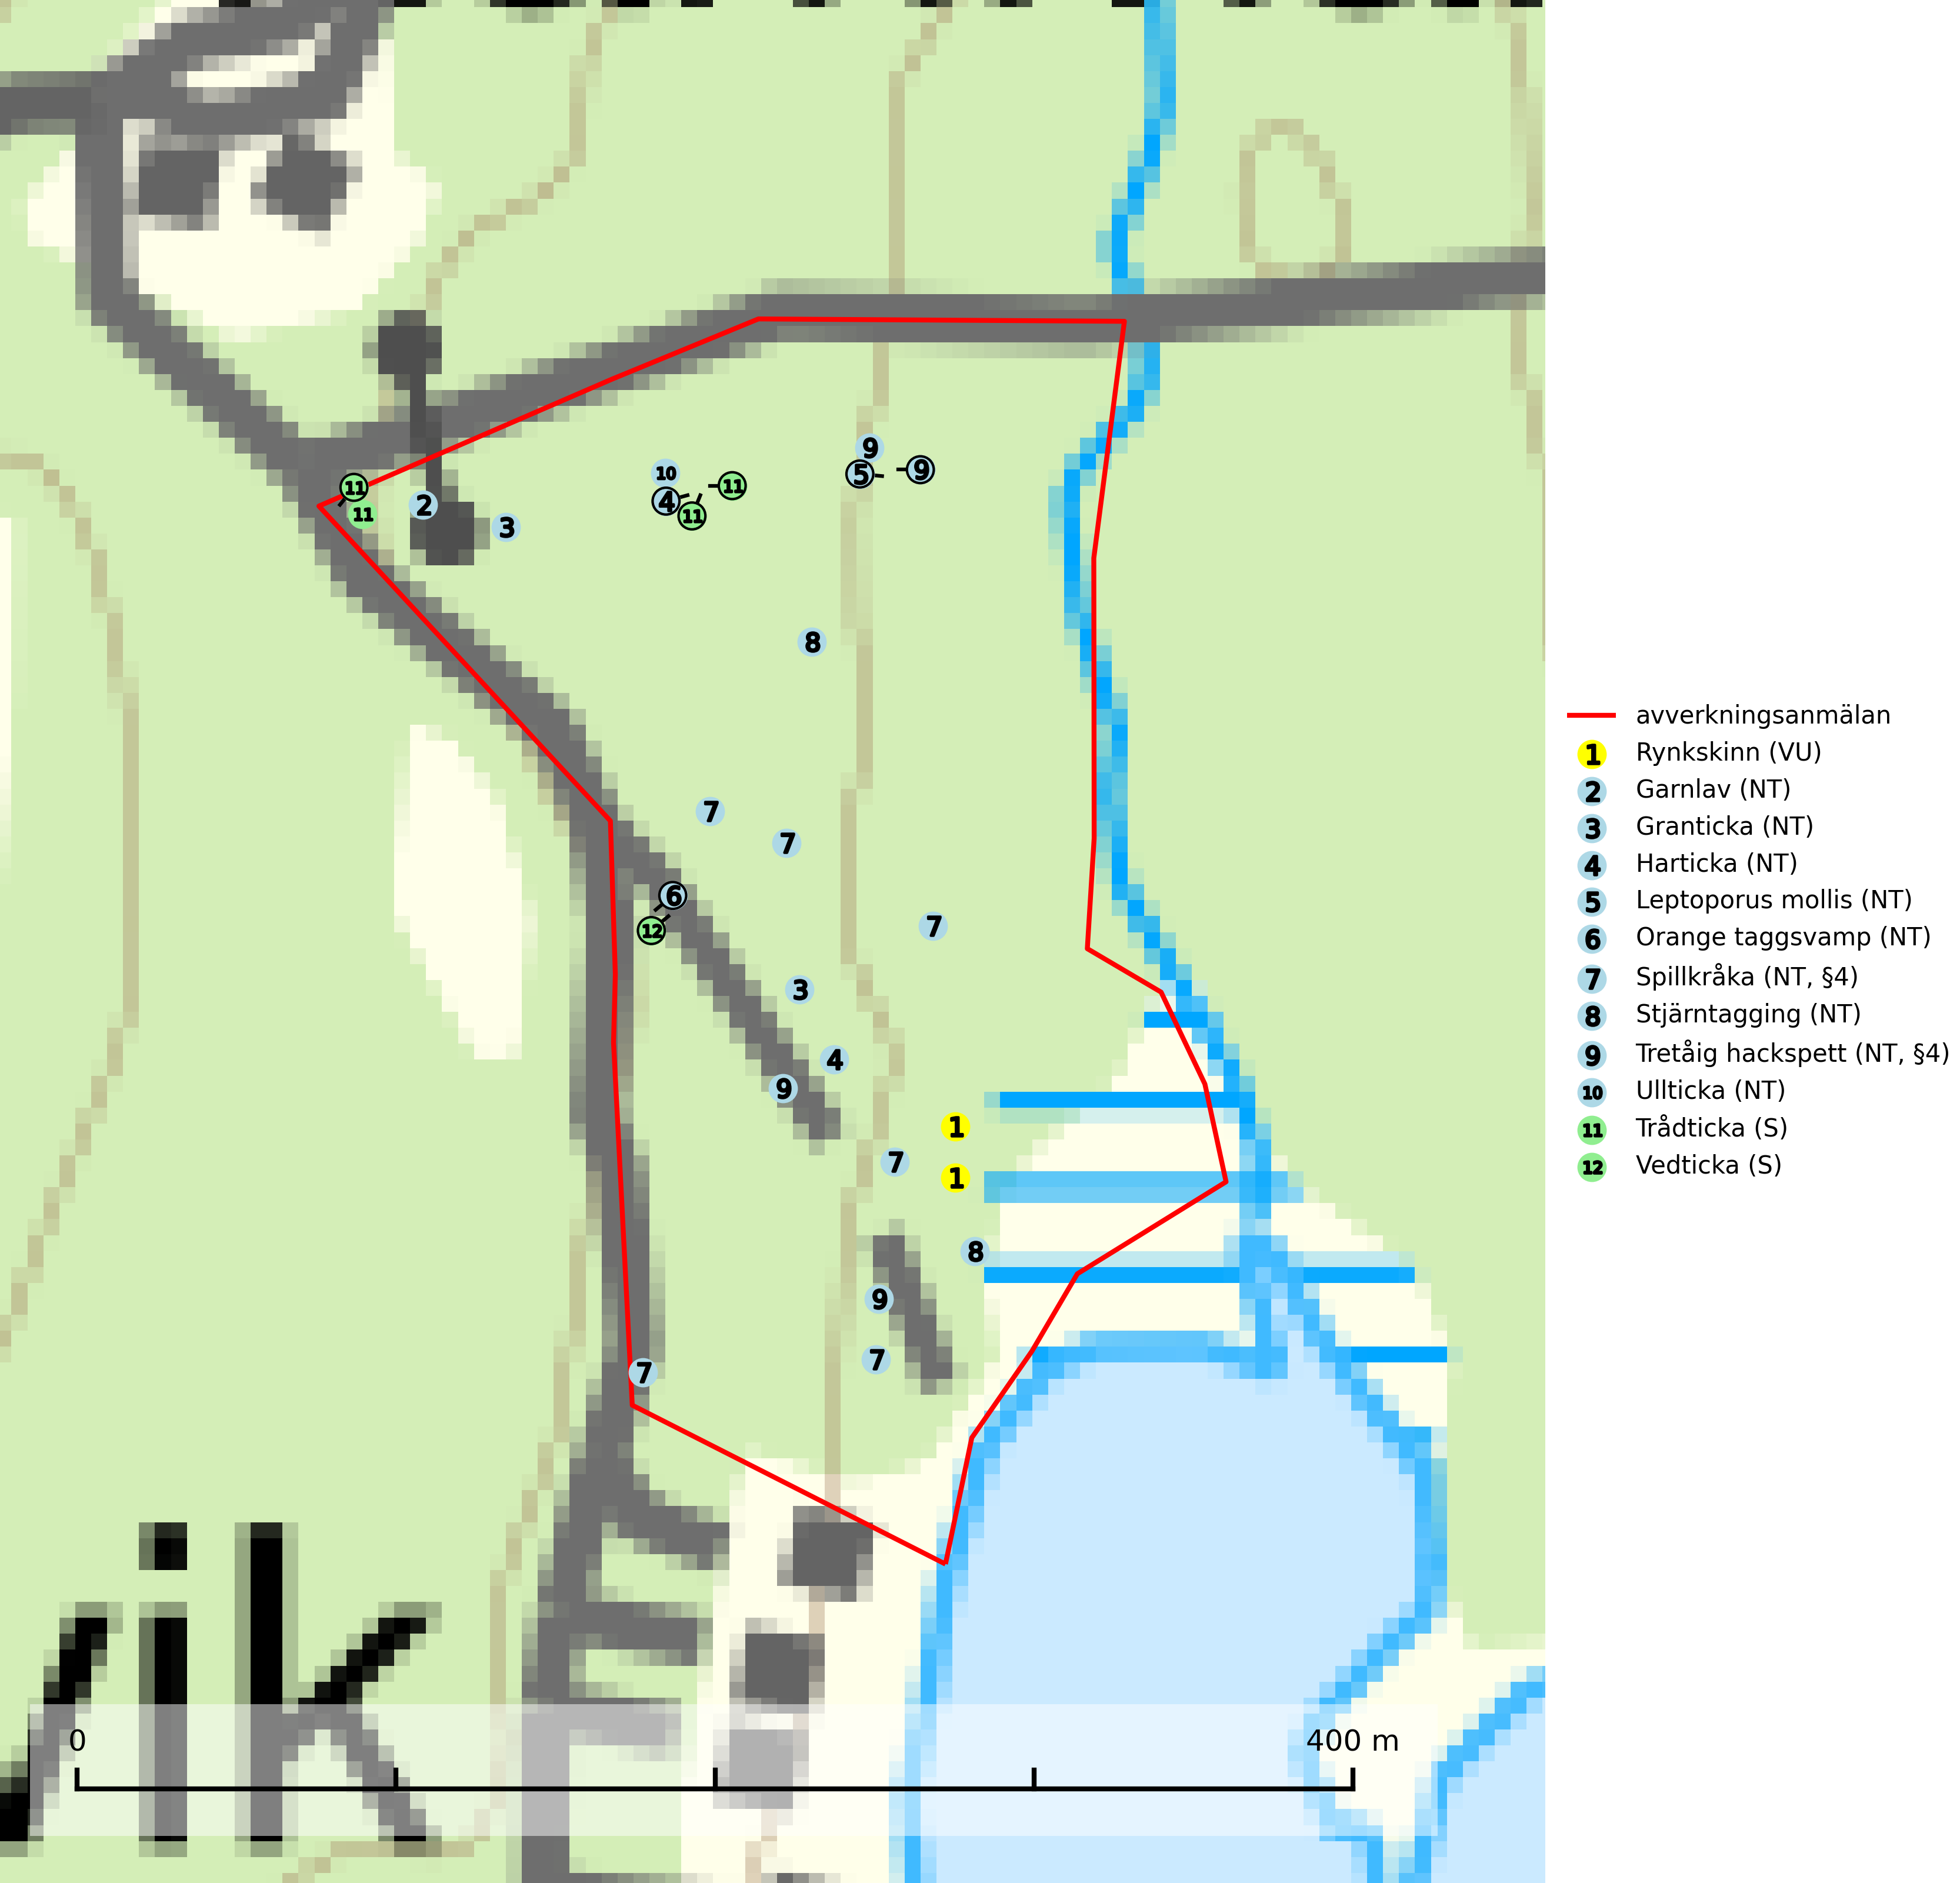 11
2
3
10
4
11
11
9
5
9
8
7
7
6
12
7
3
4
9
1
7
1
8
9
7
7
ik
0
400 m
avverkningsanmälan
1 Rynkskinn (VU)
2 Garnlav (NT)
3 Granticka (NT)
4 Harticka (NT)
5 Leptoporus mollis (NT)
6 Orange taggsvamp (NT)
7 Spillkråka (NT, §4)
8 Stjärntagging (NT)
9 Tretåig hackspett (NT, §4)
10 Ullticka (NT)
11 Trådticka (S)
12 Vedticka (S)